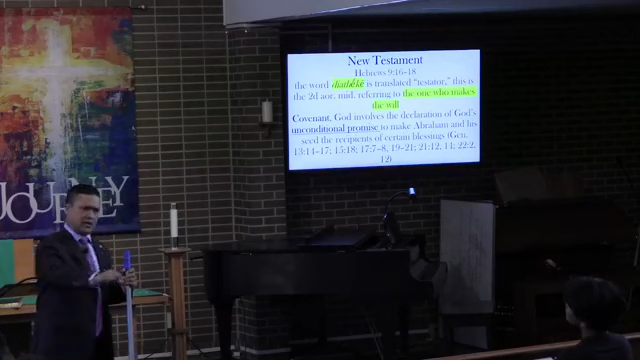 JOURNEY
New Testament
Hebrews 9:16–18
the word diathḗkē is translated “testator,” this is
the 2d aor. mid. referring to the one who makes
the will
Covenant, God involves the declaration of God’s
unconditional promise to make Abraham and his
seed the recipients of certain blessings (Gen.
13:14–17; 15:18; 17:7–8, 19–21; 21:12, 14; 22:2,
12)